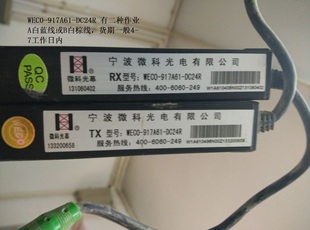 WECO-917A61-DC24R 有二种作业
A白蓝线或B白棕线，货期一般4-
7工作日内
QC
PASS
微科光幕
131060402
宁波微科光电有限公司
RX 型号: WECO-917A61-DC24R
服务热线: 400-6060-249
微科光幕
133200658
宁波微科光电有限公司
TX 型号: WECO-917A61-DC24R
服务热线: 400-6060-249